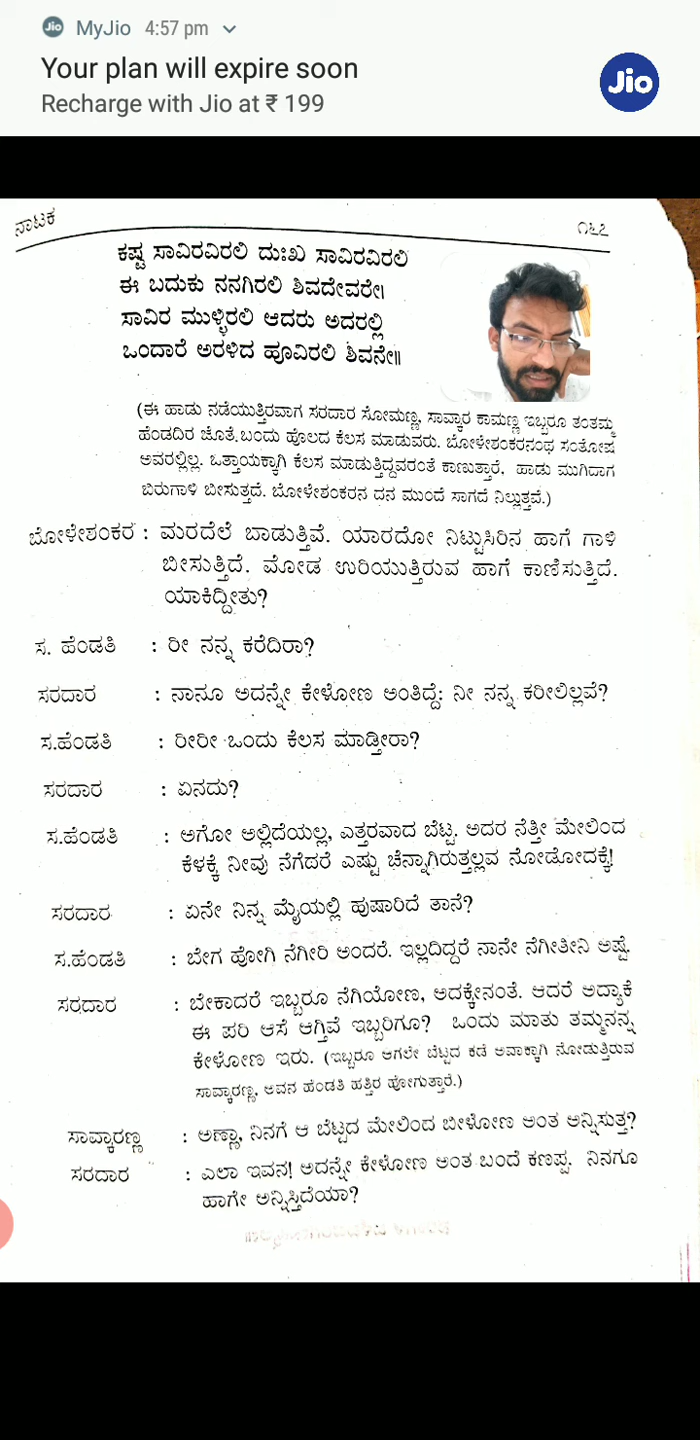 Jio MyJio 4:57 pm
Your plan will expire soon
Recharge with Jio at ₹ 199
Jio
ನಾಟಕ
೧೬೭
ಕಷ್ಟ ಸಾವಿರವಿರಲಿ ದುಃಖ ಸಾವಿರವಿರಲಿ
ಈ ಬದುಕು ನನಗಿರಲಿ ಶಿವದೇವರೇ।
ಸಾವಿರ ಮುಳ್ಳಿರಲಿ ಆದರು ಅದರಲ್ಲಿ
ಒಂದಾರೆ ಅರಳಿದ ಹೂವಿರಲಿ ಶಿವನೇ॥
(ಈ ಹಾಡು ನಡೆಯುತ್ತಿರವಾಗ ಸರದಾರ ಸೋಮಣ್ಣ, ಸಾವ್ಕಾರ ಕಾಮಣ್ಣ ಇಬ್ಬರೂ ತಂತಮ್ಮ
ಹೆಂಡದಿರ ಜೊತೆ.ಬಂದು ಹೊಲದ ಕೆಲಸ ಮಾಡುವರು. ಬೋಳೇಶಂಕರನಂಥ ಸಂತೋಷ
ಅವರಲ್ಲಿಲ್ಲ. ಒತ್ತಾಯಕ್ಕಾಗಿ ಕೆಲಸ ಮಾಡುತ್ತಿದ್ದವರಂತೆ ಕಾಣುತ್ತಾರೆ. ಹಾಡು ಮುಗಿದಾಗ
ಬಿರುಗಾಳಿ ಬೀಸುತ್ತದೆ. ಬೋಳೇಶಂಕರನ ದನ ಮುಂದೆ ಸಾಗದೆ ನಿಲ್ಲುತ್ತವೆ.)
ಬೋಳೇಶಂಕರ : ಮರದೆಲೆ ಬಾಡುತ್ತಿವೆ. ಯಾರದೋ ನಿಟ್ಟುಸಿರಿನ ಹಾಗೆ ಗಾಳಿ
ಬೀಸುತ್ತಿದೆ. ಮೋಡ ಉರಿಯುತ್ತಿರುವ ಹಾಗೆ ಕಾಣಿಸುತ್ತಿದೆ.
ಯಾಕಿದ್ದೀತು?
ಸ. ಹೆಂಡತಿ : ರೀ ನನ್ನ ಕರೆದಿರಾ?
ಸರದಾರ : ನಾನೂ ಅದನ್ನೇ ಕೇಳೋಣ ಅಂತಿದ್ದೆ: ನೀ ನನ್ನ ಕರೀಲಿಲ್ಲವೆ?
ಸ.ಹೆಂಡತಿ : ರೀರೀ ಒಂದು ಕೆಲಸ ಮಾಡ್ತೀರಾ?
ಸರದಾರ : ಏನದು?
ಸ.ಹೆಂಡತಿ : ಅಗೋ ಅಲ್ಲಿದೆಯಲ್ಲ, ಎತ್ತರವಾದ ಬೆಟ್ಟ. ಅದರ ನೆತ್ತೀ ಮೇಲಿಂದ
ಕೆಳಕ್ಕೆ ನೀವು ನೆಗೆದರೆ ಎಷ್ಟು ಚೆನ್ನಾಗಿರುತ್ತಲ್ಲವ ನೋಡೋದಕ್ಕೆ!
ಸರದಾರ : ಏನೇ ನಿನ್ನ ಮೈಯಲ್ಲಿ ಹುಷಾರಿದೆ ತಾನೆ?
ಸ.ಹೆಂಡತಿ : ಬೇಗ ಹೋಗಿ ನೆಗೀರಿ ಅಂದರೆ. ಇಲ್ಲದಿದ್ದರೆ ನಾನೇ ನೆಗೀತೀನಿ ಅಷ್ಟೆ.
ಸರದಾರ : ಬೇಕಾದರೆ ಇಬ್ಬರೂ ನೆಗಿಯೋಣ, ಅದಕ್ಕೇನಂತೆ. ಆದರೆ ಅದ್ಯಾಕೆ
ಈ ಪರಿ ಆಸೆ ಆಗ್ತಿವೆ ಇಬ್ಬರಿಗೂ? ಒಂದು ಮಾತು ತಮ್ಮನನ್ನ
ಕೇಳೋಣ ಇರು. (ಇಬ್ಬರೂ ಆಗಲೇ ಬೆಟ್ಟದ ಕಡೆ ಅವಾಕ್ಕಾಗಿ ನೋಡುತ್ತಿರುವ
ಸಾವ್ಕಾರಣ್ಣ, ಅವನ ಹೆಂಡತಿ ಹತ್ತಿರ ಹೋಗುತ್ತಾರೆ.)
ಸಾವ್ಕಾರಣ್ಣ : ಅಣ್ಣಾ, ನಿನಗೆ ಆ ಬೆಟ್ಟದ ಮೇಲಿಂದ ಬೀಳೋಣ ಅಂತ ಅನ್ನಿಸುತ್ತ?
ಸರದಾರ : ಎಲಾ ಇವನ! ಅದನ್ನೇ ಕೇಳೋಣ ಅಂತ ಬಂದೆ ಕಣಪ್ಪ. ನಿನಗೂ
ಹಾಗೇ ಅನ್ನಿಸ್ತಿದೆಯಾ?